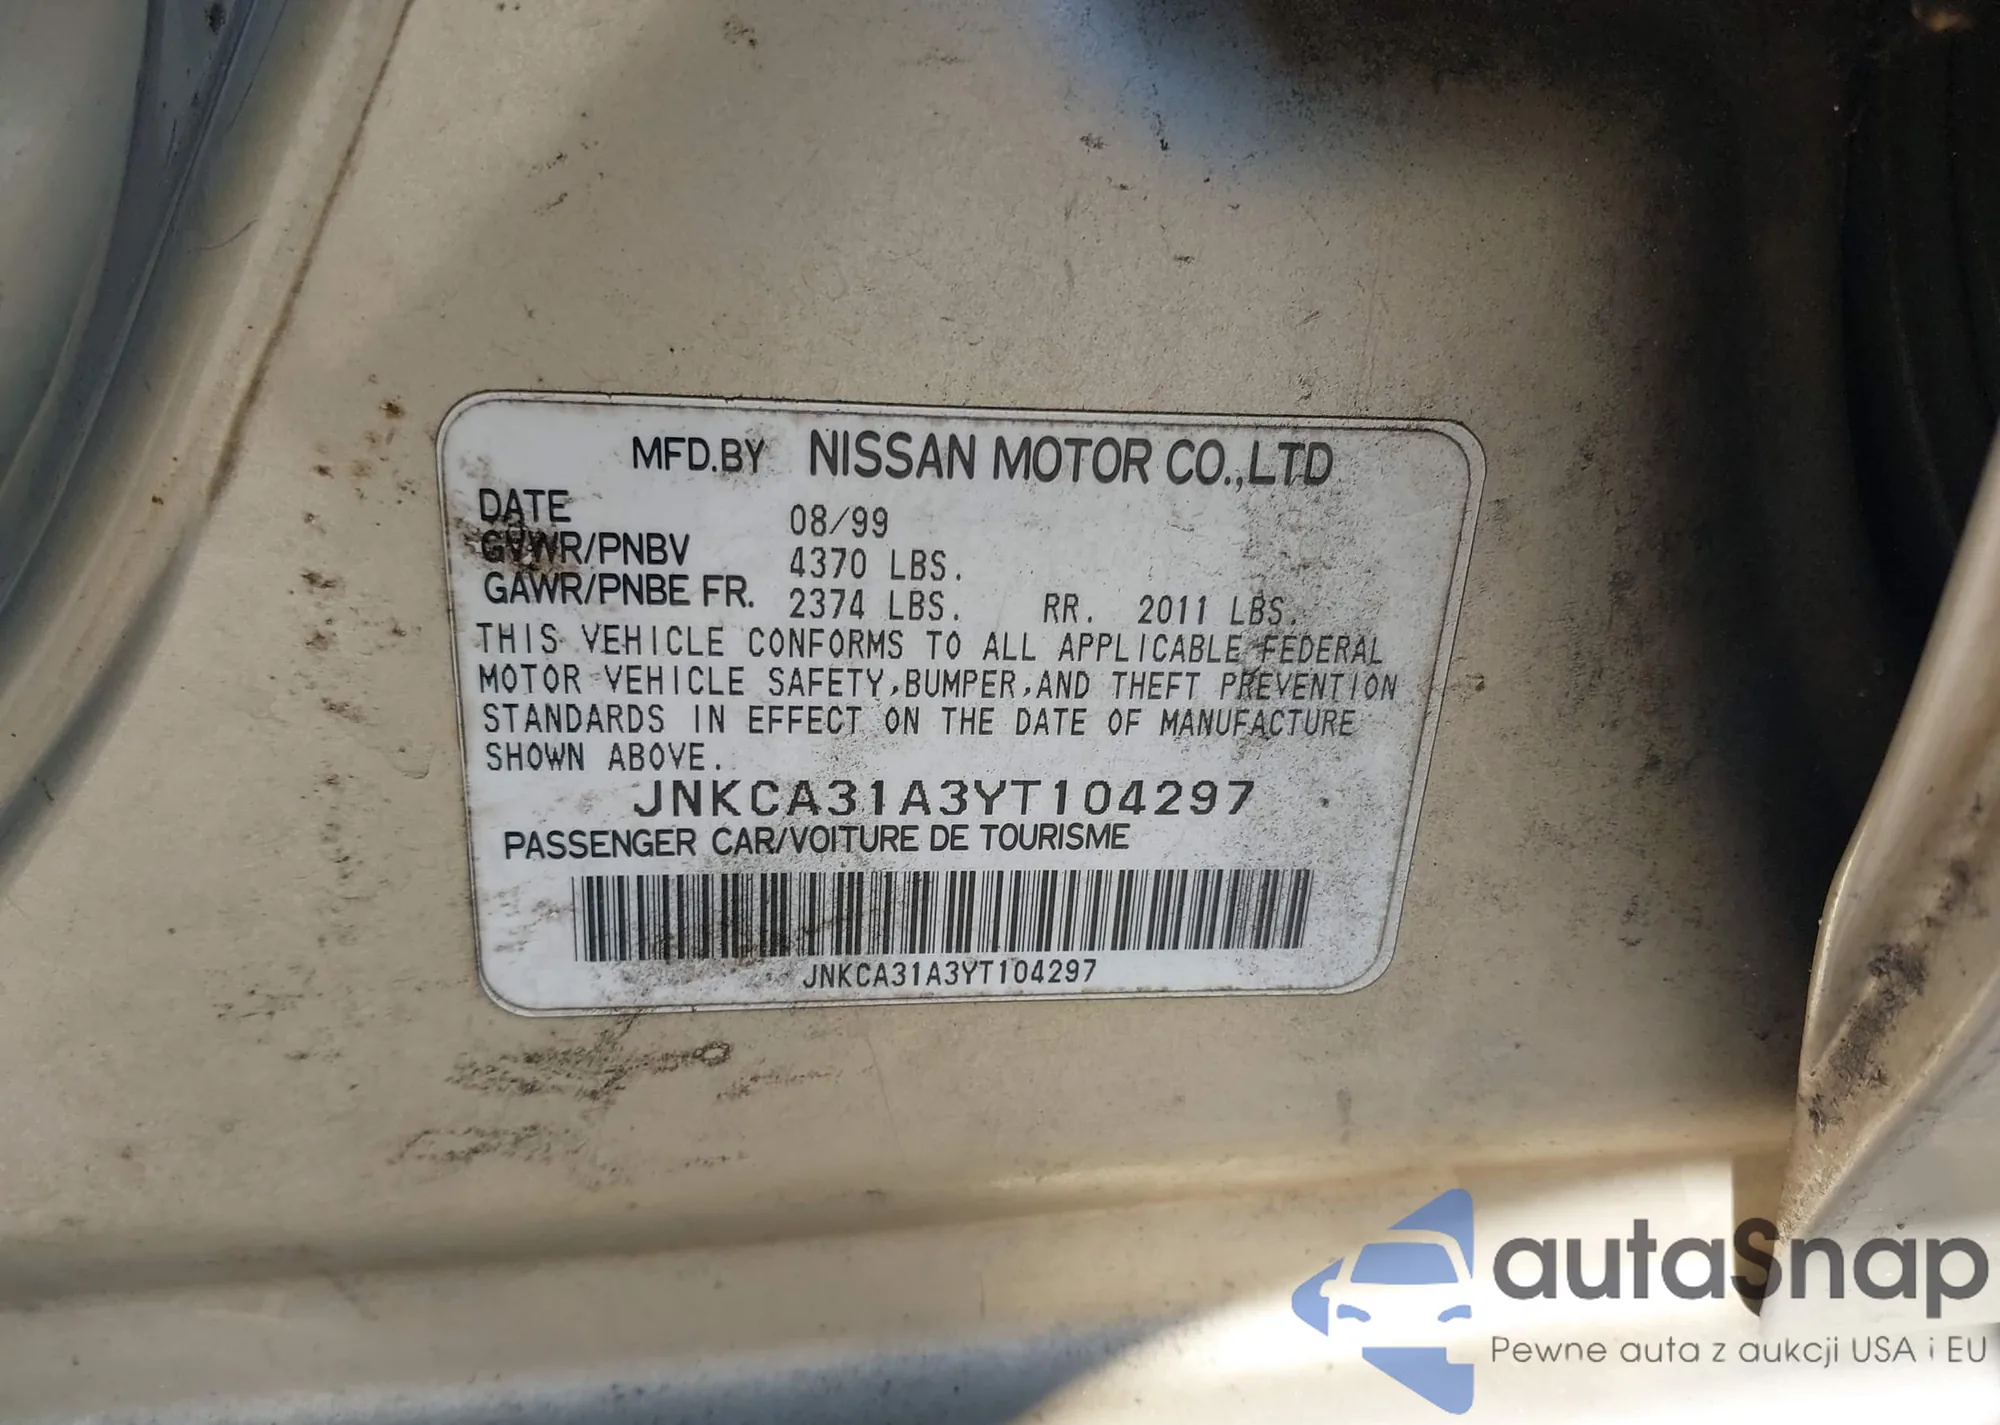 MFD.BY NISSAN MOTOR CO.,LTD
DATE 08/99
GVWR/PNBV 4370 LBS.
GAWR/PNBE FR. 2374 LBS. RR. 2011 LBS.
THIS VEHICLE CONFORMS TO ALL APPLICABLE FEDERAL
MOTOR VEHICLE SAFETY,BUMPER,AND THEFT PREVENTION
STANDARDS IN EFFECT ON THE DATE OF MANUFACTURE
SHOWN ABOVE.
JNKCA31A3YT104297
PASSENGER CAR/VOITURE DE TOURISME
JNKCA31A3YT104297
autaSnap
Pewne auta z aukcji USA i EU